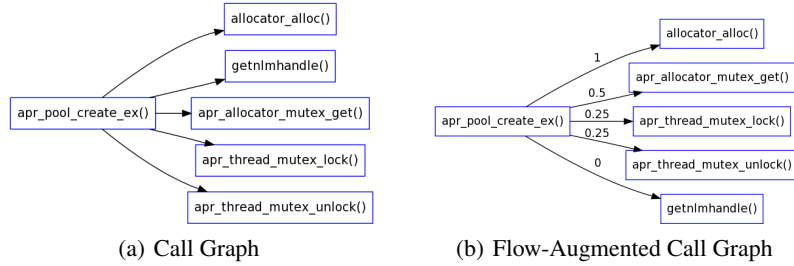 allocator_alloc()
getnlmhandle()
apr_pool_create_ex()
apr_allocator_mutex_get()
apr_thread_mutex_lock()
apr_thread_mutex_unlock()
(a) Call Graph
allocator_alloc()
1
apr_allocator_mutex_get()
0.5
apr_pool_create_ex()
0.25
apr_thread_mutex_lock()
0.25
apr_thread_mutex_unlock()
0
getnlmhandle()
(b) Flow-Augmented Call Graph